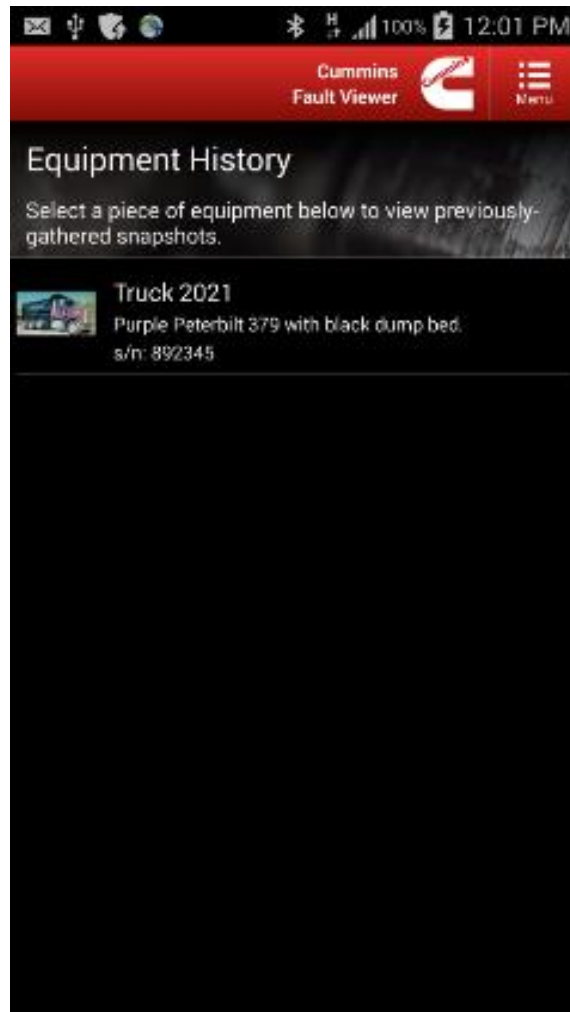 H+ 100% 12:01 PM
Cummins
Fault Viewer
Cummins
Menu
Equipment History
Select a piece of equipment below to view previously-
gathered snapshots.
Truck 2021
Purple Peterbilt 379 with black dump bed.
s/n: 892345